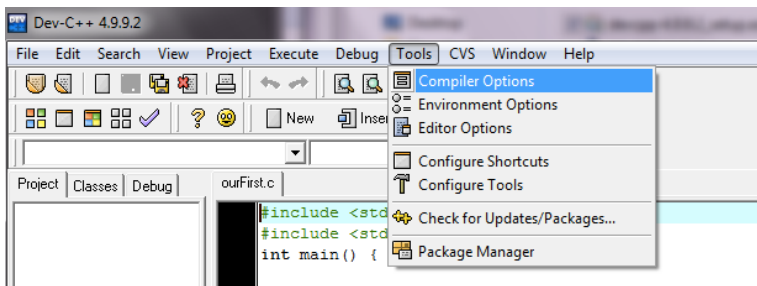 Dev-C++ 4.9.9.2
File Edit Search View Project Execute Debug Tools CVS Window Help
Compiler Options
Environment Options
Editor Options
Configure Shortcuts
Configure Tools
Check for Updates/Packages...
Package Manager
New Inser
Project Classes Debug
ourFirst.c
#include <std
#include <std
int main() {